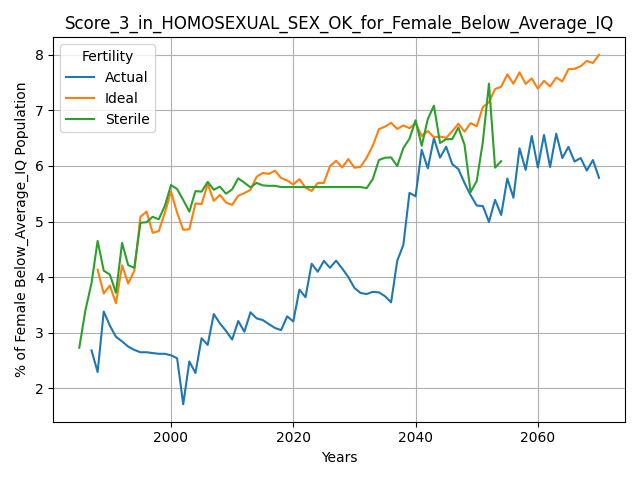 Score_3_in_HOMOSEXUAL_SEX_OK_for_Female_Below_Average_IQ
Fertility
Actual
Ideal
Sterile
% of Female Below_Average_IQ Population
8
7
6
5
4
3
2
2000
2020
2040
2060
Years